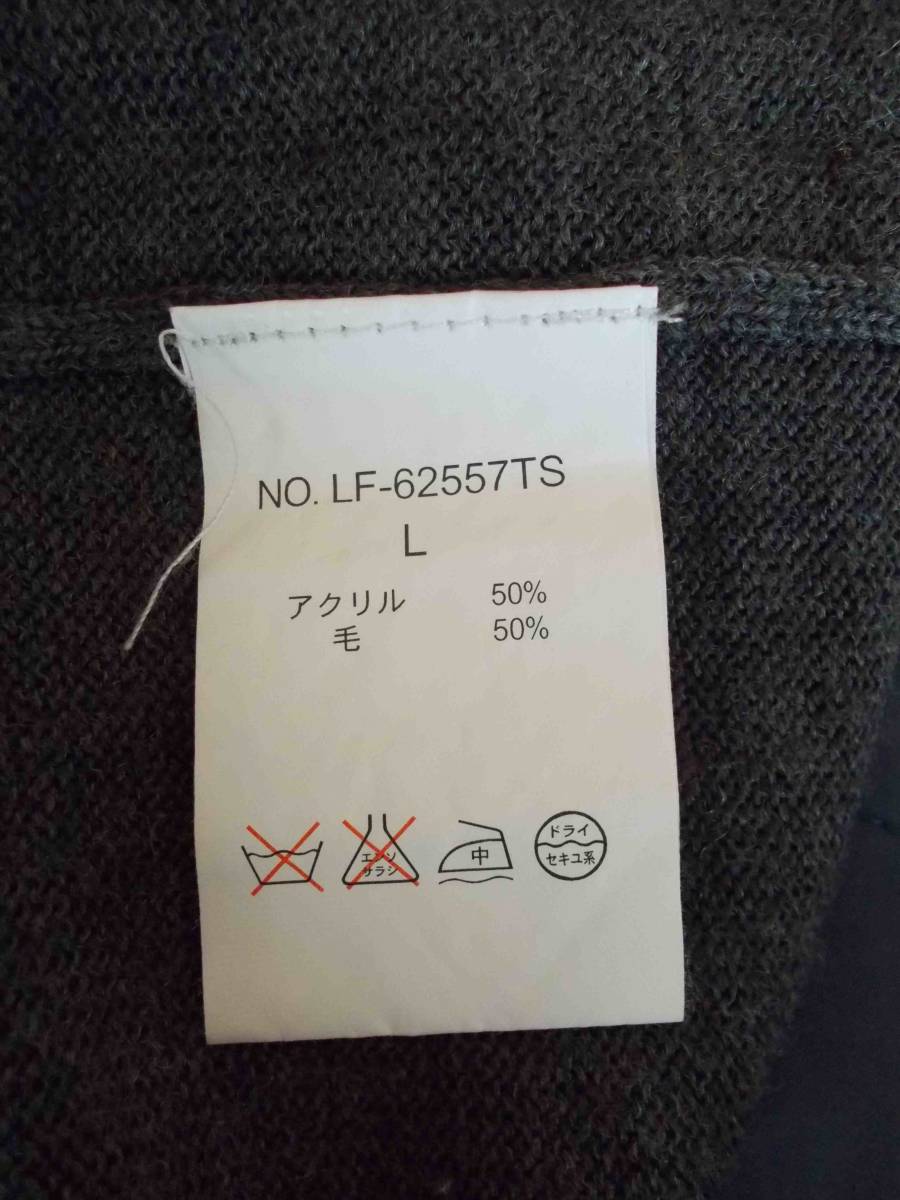 NO. LF-62557TS
L
アクリル 50%
毛 50%
エンソ
サラシ
中
ドライ
セキユ系